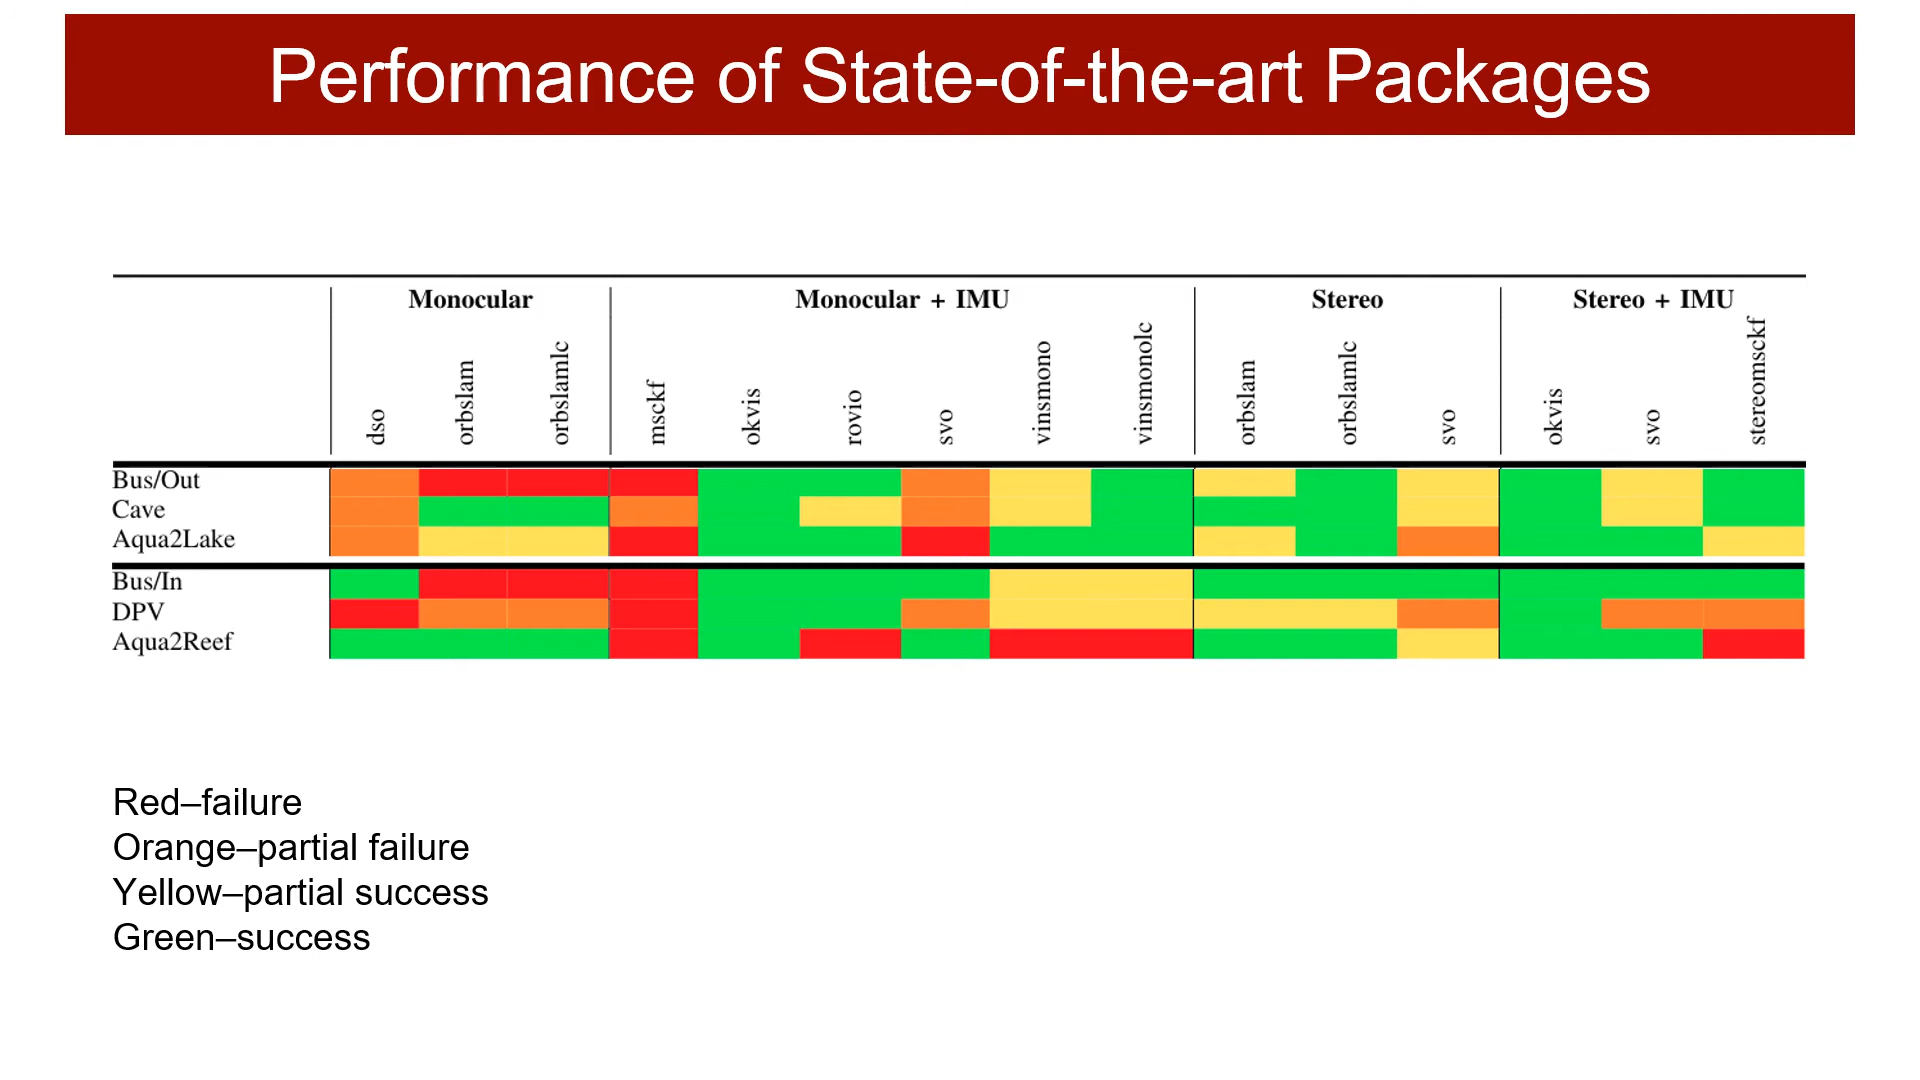 Performance of State-of-the-art Packages
Monocular Monocular + IMU Stereo Stereo + IMU
dso orbslam orbslamlc msckf okvis rovio svo vinsmono vinsmonolc orbslam orbslamlc svo okvis svo stereomsckf
Bus/Out
Cave
Aqua2Lake
Bus/In
DPV
Aqua2Reef
Red–failure
Orange–partial failure
Yellow–partial success
Green–success